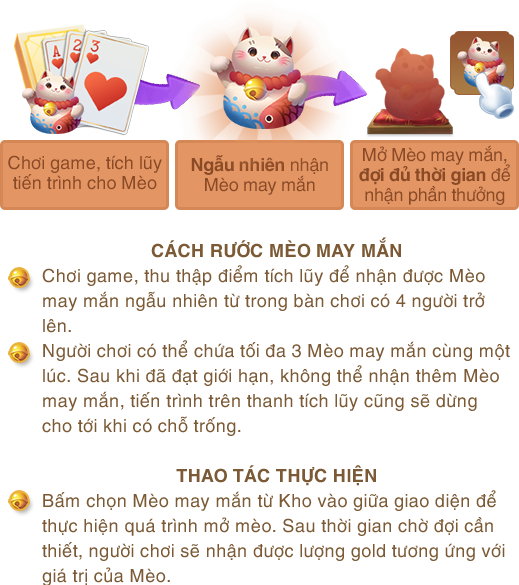 A 2 3
Chơi game, tích lũy
tiến trình cho Mèo
Ngẫu nhiên nhận
Mèo may mắn
Mở Mèo may mắn,
đợi đủ thời gian để
nhận phần thưởng
CÁCH RƯỚC MÈO MAY MẮN
Chơi game, thu thập điểm tích lũy để nhận được Mèo
may mắn ngẫu nhiên từ trong bàn chơi có 4 người trở
lên.
Người chơi có thể chứa tối đa 3 Mèo may mắn cùng một
lúc. Sau khi đã đạt giới hạn, không thể nhận thêm Mèo
may mắn, tiến trình trên thanh tích lũy cũng sẽ dừng
cho tới khi có chỗ trống.
THAO TÁC THỰC HIỆN
Bấm chọn Mèo may mắn từ Kho vào giữa giao diện để
thực hiện quá trình mở mèo. Sau thời gian chờ đợi cần
thiết, người chơi sẽ nhận được lượng gold tương ứng với
giá trị của Mèo.